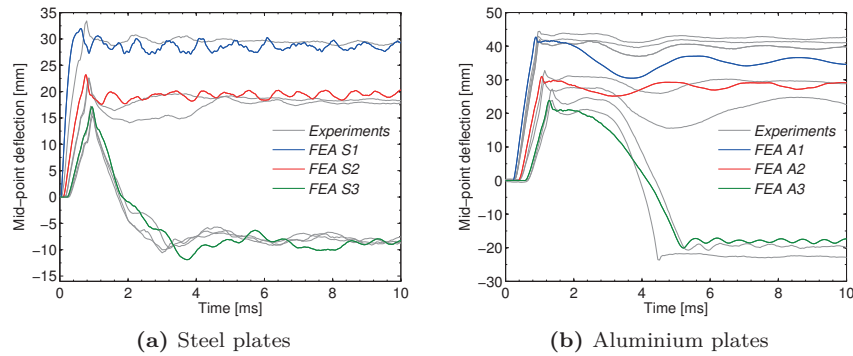 Mid−point deflection [mm]
35
30
25
20
15
10
5
0
−5
−10
−15
Experiments
FEA S1
FEA S2
FEA S3
0 2 4 6 8 10
Time [ms]
(a) Steel plates
Mid−point deflection [mm]
50
40
30
20
10
0
−10
−20
−30
Experiments
FEA A1
FEA A2
FEA A3
0 2 4 6 8 10
Time [ms]
(b) Aluminium plates